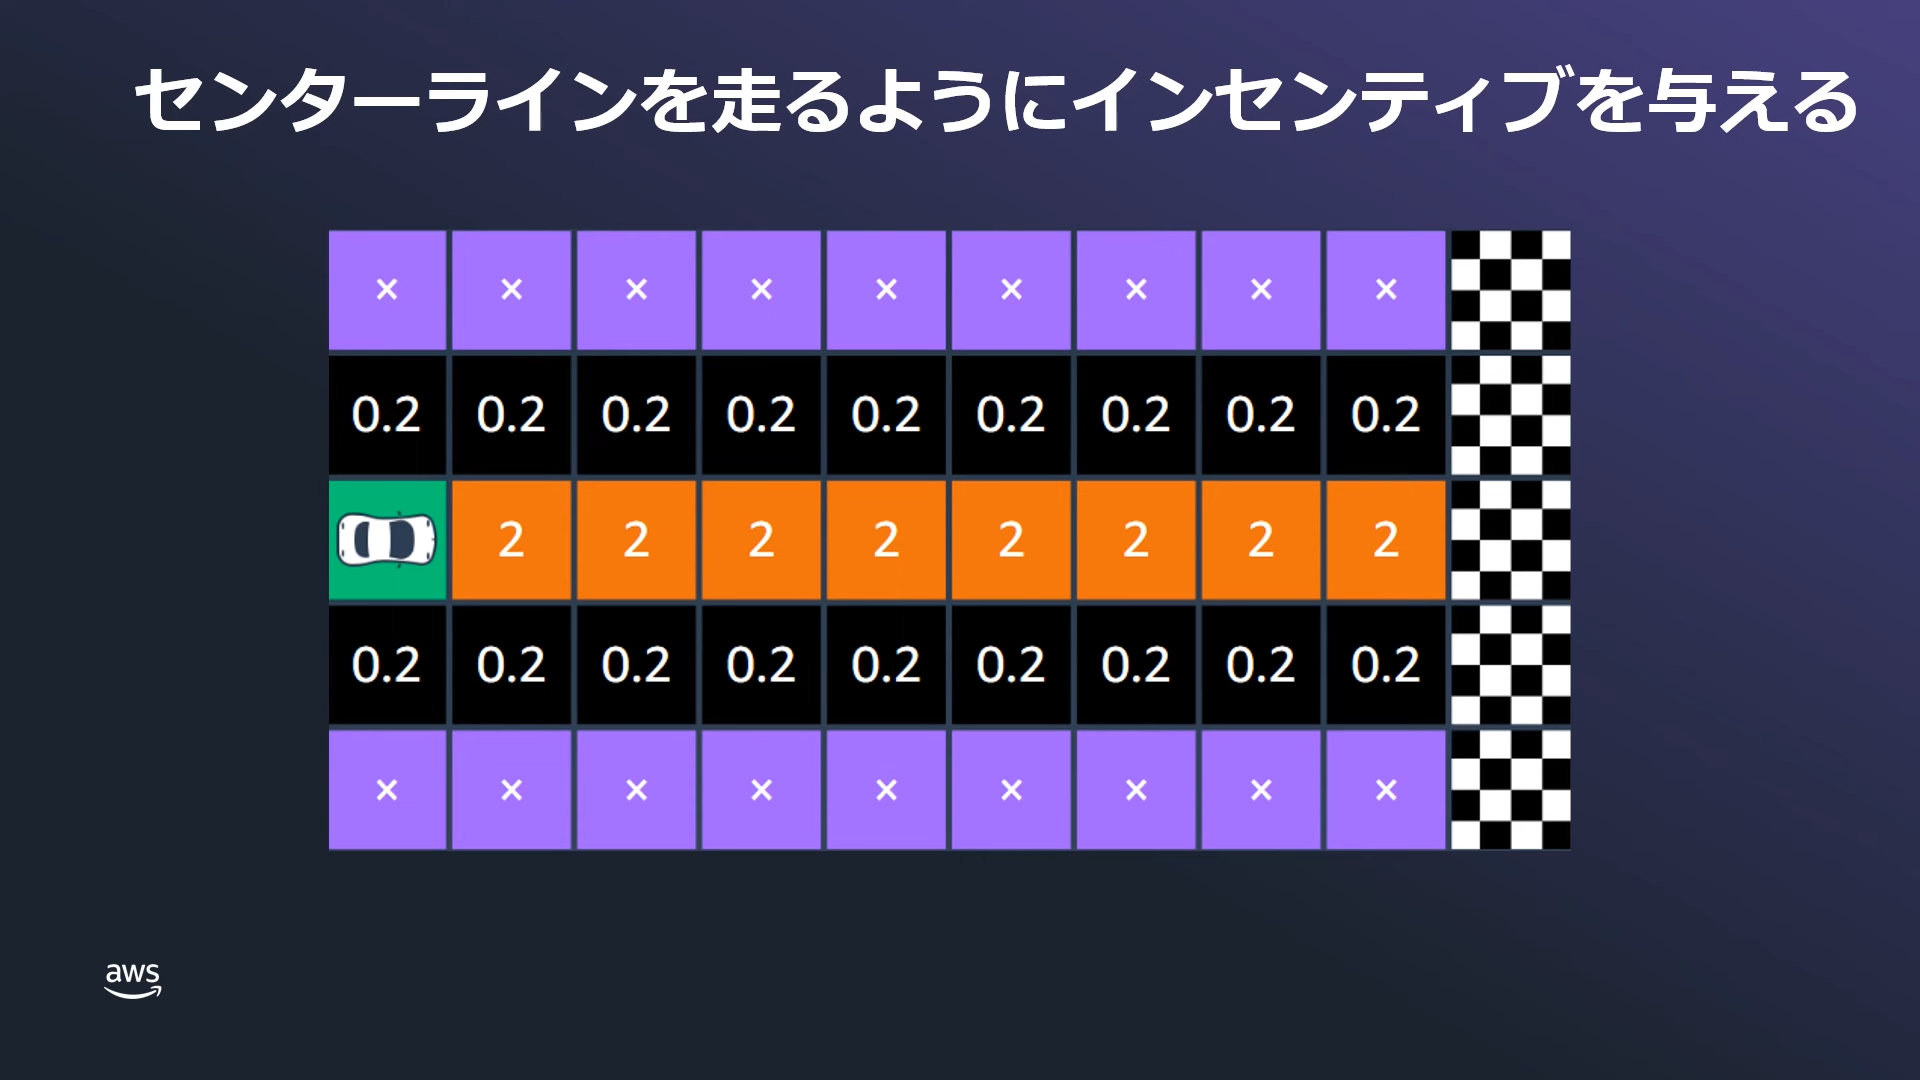 センターラインを走るようにインセンティブを与える
× × × × × × × × ×
0.2 0.2 0.2 0.2 0.2 0.2 0.2 0.2 0.2
2 2 2 2 2 2 2 2
0.2 0.2 0.2 0.2 0.2 0.2 0.2 0.2 0.2
× × × × × × × × ×
aws